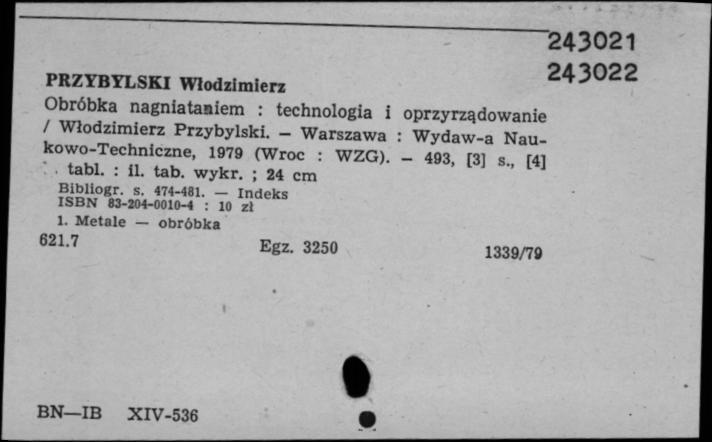 243021
243022
PRZYBYLSKI Włodzimierz
Obróbka nagniataniem : technologia i oprzyrządowanie
/ Włodzimierz Przybylski. – Warszawa : Wydaw-a Nau-
kowo-Techniczne, 1979 (Wroc : WZG). – 493, [3] s., [4]
tabl. : il. tab. wykr. ; 24 cm
Bibliogr. s. 474-481. — Indeks
ISBN 83-204-0010-4 : 10 zł
1. Metale — obróbka
621.7 Egz. 3250 1339/79
BN—IB XIV-536